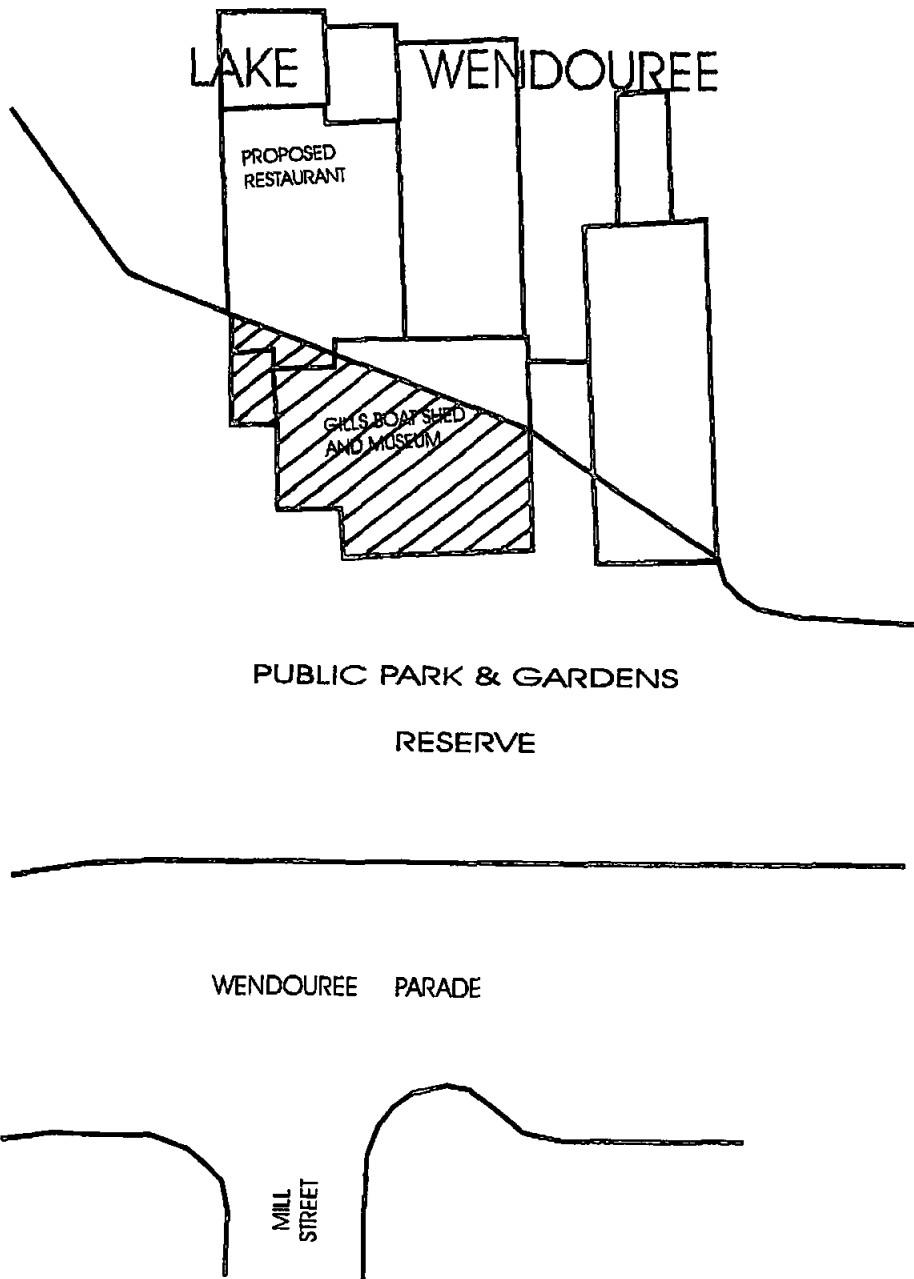 LAKE WENDOUREE
PROPOSED
RESTAURANT
GILLS BOAT SHED
AND MUSEUM
PUBLIC PARK & GARDENS
RESERVE
WENDOUREE PARADE
MILL
STREET